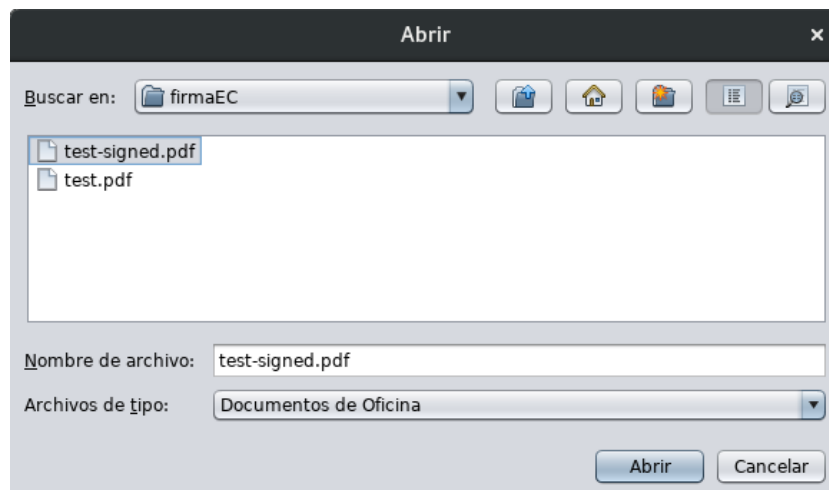 Abrir
Buscar en: firmaEC
test-signed.pdf
test.pdf
Nombre de archivo: test-signed.pdf
Archivos de tipo: Documentos de Oficina
Abrir Cancelar